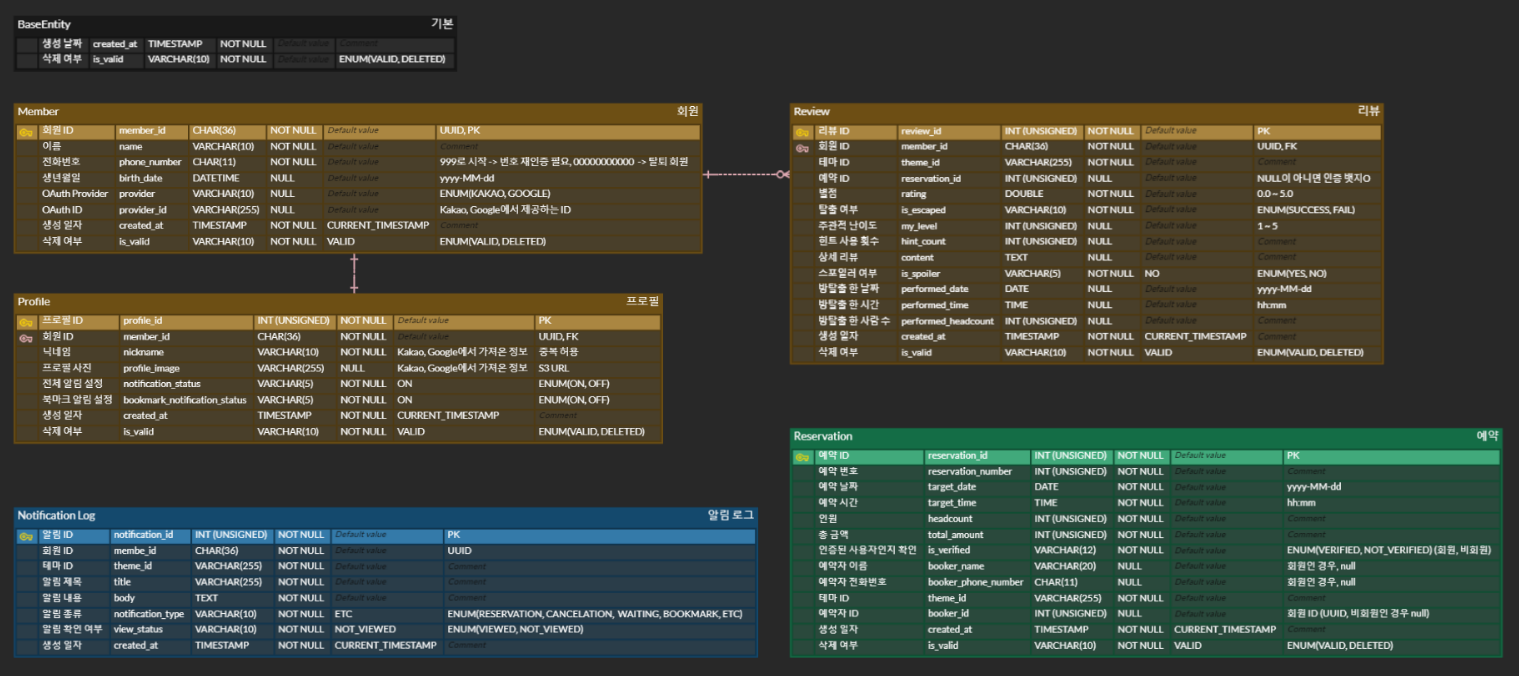 BaseEntity 기본
생성 날짜 created_at TIMESTAMP NOT NULL Default value Comment
삭제 여부 is_valid VARCHAR(10) NOT NULL Default value ENUM(VALID, DELETED)
Member 회원
회원 ID member_id CHAR(36) NOT NULL Default value UUID, PK
이름 name VARCHAR(10) NOT NULL Default value Comment
전화번호 phone_number CHAR(11) NOT NULL Default value 999로 시작 -> 번호 재인증 필요, 00000000000 -> 탈퇴 회원
생년월일 birth_date DATETIME NULL Default value yyyy-MM-dd
OAuth Provider provider VARCHAR(10) NULL Default value ENUM(KAKAO, GOOGLE)
OAuth ID provider_id VARCHAR(255) NULL Default value Kakao, Google에서 제공하는 ID
생성 일자 created_at TIMESTAMP NOT NULL CURRENT_TIMESTAMP Comment
삭제 여부 is_valid VARCHAR(10) NOT NULL VALID ENUM(VALID, DELETED)
Profile 프로필
프로필 ID profile_id INT (UNSIGNED) NOT NULL Default value PK
회원 ID member_id CHAR(36) NOT NULL Default value UUID, FK
닉네임 nickname VARCHAR(10) NOT NULL Kakao, Google에서 가져온 정보 중복 허용
프로필 사진 profile_image VARCHAR(255) NULL Kakao, Google에서 가져온 정보 S3 URL
전체 알림 설정 notification_status VARCHAR(5) NOT NULL ON ENUM(ON, OFF)
북마크 알림 설정 bookmark_notification_status VARCHAR(5) NOT NULL ON ENUM(ON, OFF)
생성 일자 created_at TIMESTAMP NOT NULL CURRENT_TIMESTAMP Comment
삭제 여부 is_valid VARCHAR(10) NOT NULL VALID ENUM(VALID, DELETED)
Notification Log 알림 로그
알림 ID notification_id INT (UNSIGNED) NOT NULL Default value PK
회원 ID membe_id CHAR(36) NOT NULL Default value UUID
테마 ID theme_id VARCHAR(255) NOT NULL Default value Comment
알림 제목 title VARCHAR(255) NOT NULL Default value Comment
알림 내용 body TEXT NOT NULL Default value Comment
알림 종류 notification_type VARCHAR(10) NOT NULL ETC ENUM(RESERVATION, CANCELATION, WAITING, BOOKMARK, ETC)
알림 확인 여부 view_status VARCHAR(10) NOT NULL NOT_VIEWED ENUM(VIEWED, NOT_VIEWED)
생성 일자 created_at TIMESTAMP NOT NULL CURRENT_TIMESTAMP Comment
Review 리뷰
리뷰 ID review_id INT (UNSIGNED) NOT NULL Default value PK
회원 ID member_id CHAR(36) NOT NULL Default value UUID, FK
테마 ID theme_id VARCHAR(255) NOT NULL Default value Comment
예약 ID reservation_id INT (UNSIGNED) NULL Default value NULL이 아니면 인증 뱃지O
별점 rating DOUBLE NOT NULL Default value 0.0 ~ 5.0
탈출 여부 is_escaped VARCHAR(10) NOT NULL Default value ENUM(SUCCESS, FAIL)
주관적 난이도 my_level INT (UNSIGNED) NULL Default value 1 ~ 5
힌트 사용 횟수 hint_count INT (UNSIGNED) NULL Default value Comment
상세 리뷰 content TEXT NULL Default value Comment
스포일러 여부 is_spoiler VARCHAR(5) NOT NULL NO ENUM(YES, NO)
방탈출 한 날짜 performed_date DATE NULL Default value yyyy-MM-dd
방탈출 한 시간 performed_time TIME NULL Default value hh:mm
방탈출 한 사람 수 performed_headcount INT (UNSIGNED) NULL Default value Comment
생성 일자 created_at TIMESTAMP NOT NULL CURRENT_TIMESTAMP Comment
삭제 여부 is_valid VARCHAR(10) NOT NULL VALID ENUM(VALID, DELETED)
Reservation 예약
예약 ID reservation_id INT (UNSIGNED) NOT NULL Default value PK
예약 번호 reservation_number INT (UNSIGNED) NOT NULL Default value Comment
예약 날짜 target_date DATE NOT NULL Default value yyyy-MM-dd
예약 시간 target_time TIME NOT NULL Default value hh:mm
인원 headcount INT (UNSIGNED) NOT NULL Default value Comment
총 금액 total_amount INT (UNSIGNED) NOT NULL Default value Comment
인증된 사용자인지 확인 is_verified VARCHAR(12) NOT NULL Default value ENUM(VERIFIED, NOT_VERIFIED) (회원, 비회원)
예약자 이름 booker_name VARCHAR(20) NULL Default value 회원인 경우, null
예약자 전화번호 booker_phone_number CHAR(11) NULL Default value 회원인 경우, null
테마 ID theme_id VARCHAR(255) NOT NULL Default value Comment
예약자 ID booker_id INT (UNSIGNED) NULL Default value 회원 ID (UUID, 비회원인 경우 null)
생성 일자 created_at TIMESTAMP NOT NULL CURRENT_TIMESTAMP Comment
삭제 여부 is_valid VARCHAR(10) NOT NULL VALID ENUM(VALID, DELETED)